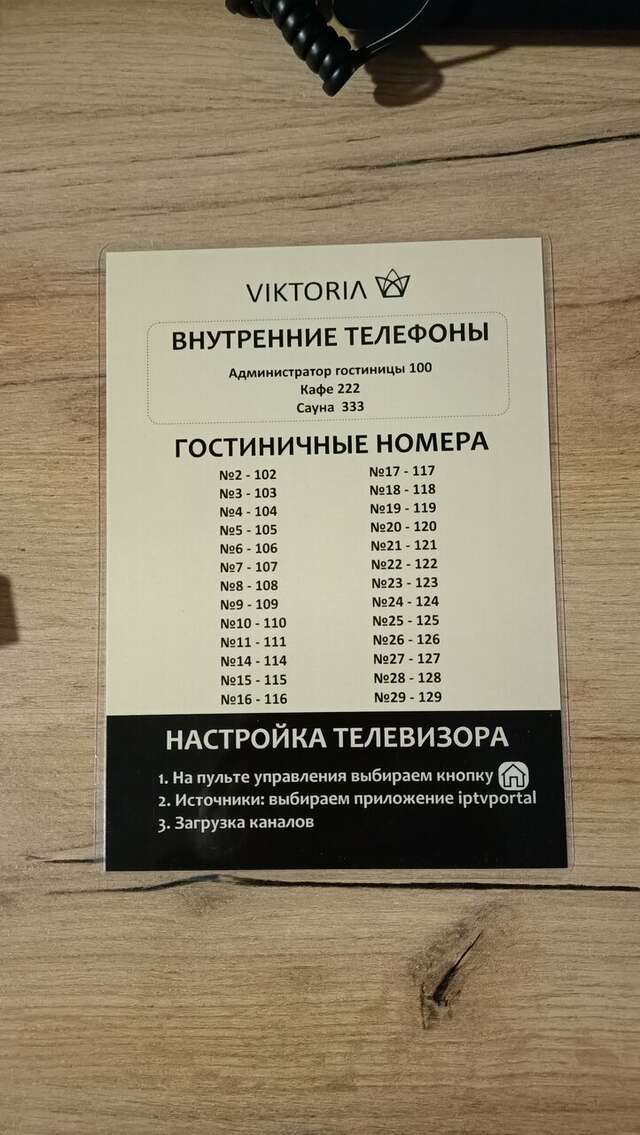 VIKTORIA
ВНУТРЕННИЕ ТЕЛЕФОНЫ
Администратор гостиницы 100
Кафе 222
Сауна 333
ГОСТИНИЧНЫЕ НОМЕРА
№2 - 102
№3 - 103
№4 - 104
№5 - 105
№6 - 106
№7 - 107
№8 - 108
№9 - 109
№10 - 110
№11 - 111
№14 - 114
№15 - 115
№16 - 116
№17 - 117
№18 - 118
№19 - 119
№20 - 120
№21 - 121
№22 - 122
№23 - 123
№24 - 124
№25 - 125
№26 - 126
№27 - 127
№28 - 128
№29 - 129
НАСТРОЙКА ТЕЛЕВИЗОРА
1. На пульте управления выбираем кнопку
2. Источники: выбираем приложение iptvportal
3. Загрузка каналов